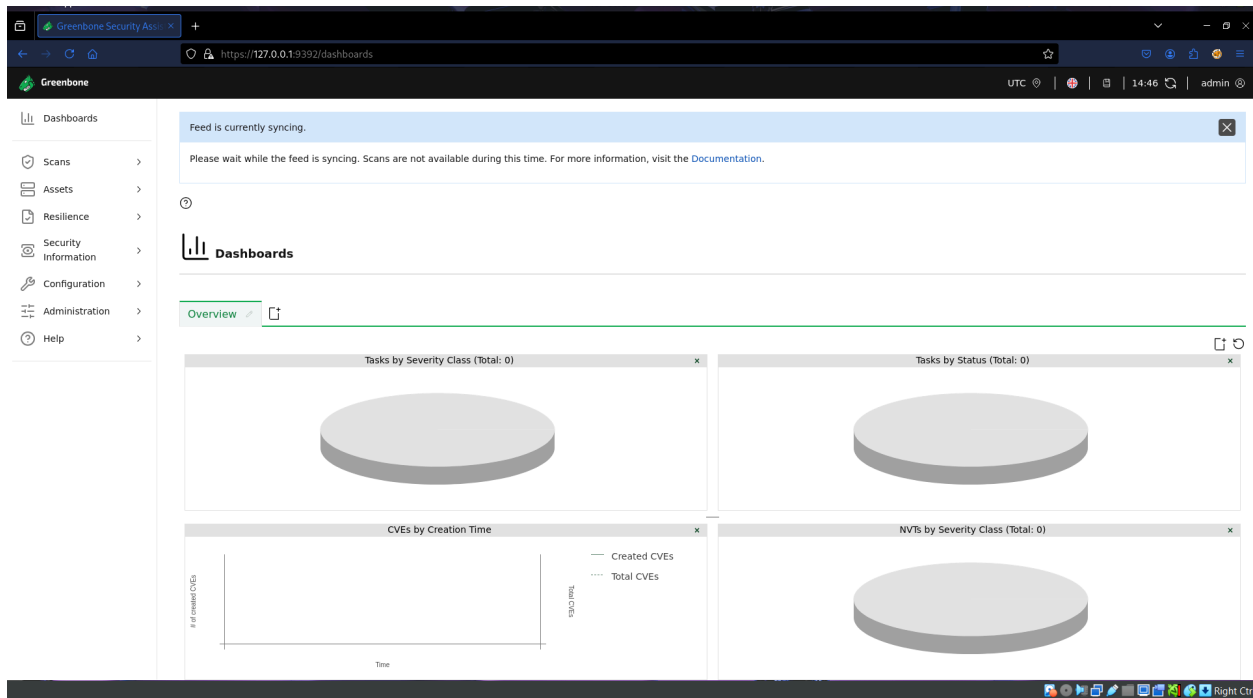 Greenbone Security Assis
https://127.0.0.1:9392/dashboards
Greenbone
UTC
14:46
admin
Dashboards
Scans
Assets
Resilience
Security
Information
Configuration
Administration
Help
Feed is currently syncing.
Please wait while the feed is syncing. Scans are not available during this time. For more information, visit the Documentation.
Dashboards
Overview
Tasks by Severity Class (Total: 0)
Tasks by Status (Total: 0)
CVEs by Creation Time
# of created CVEs
Time
Total CVEs
Created CVEs
Total CVEs
NVTs by Severity Class (Total: 0)
Right Ctr